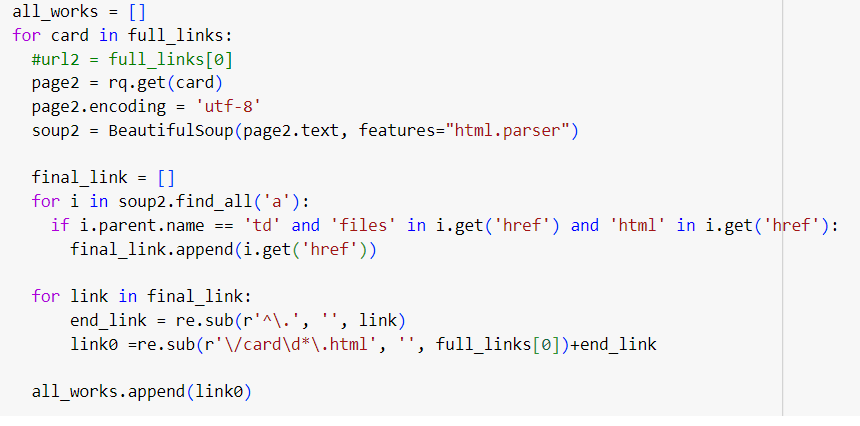 all_works = []
for card in full_links:
  #url2 = full_links[0]
  page2 = rq.get(card)
  page2.encoding = 'utf-8'
  soup2 = BeautifulSoup(page2.text, features="html.parser")
  final_link = []
  for i in soup2.find_all('a'):
    if i.parent.name == 'td' and 'files' in i.get('href') and 'html' in i.get('href'):
      final_link.append(i.get('href'))
  for link in final_link:
      end_link = re.sub(r'^\.', '', link)
      link0 =re.sub(r'\/card\d*\.html', '', full_links[0])+end_link
  all_works.append(link0)